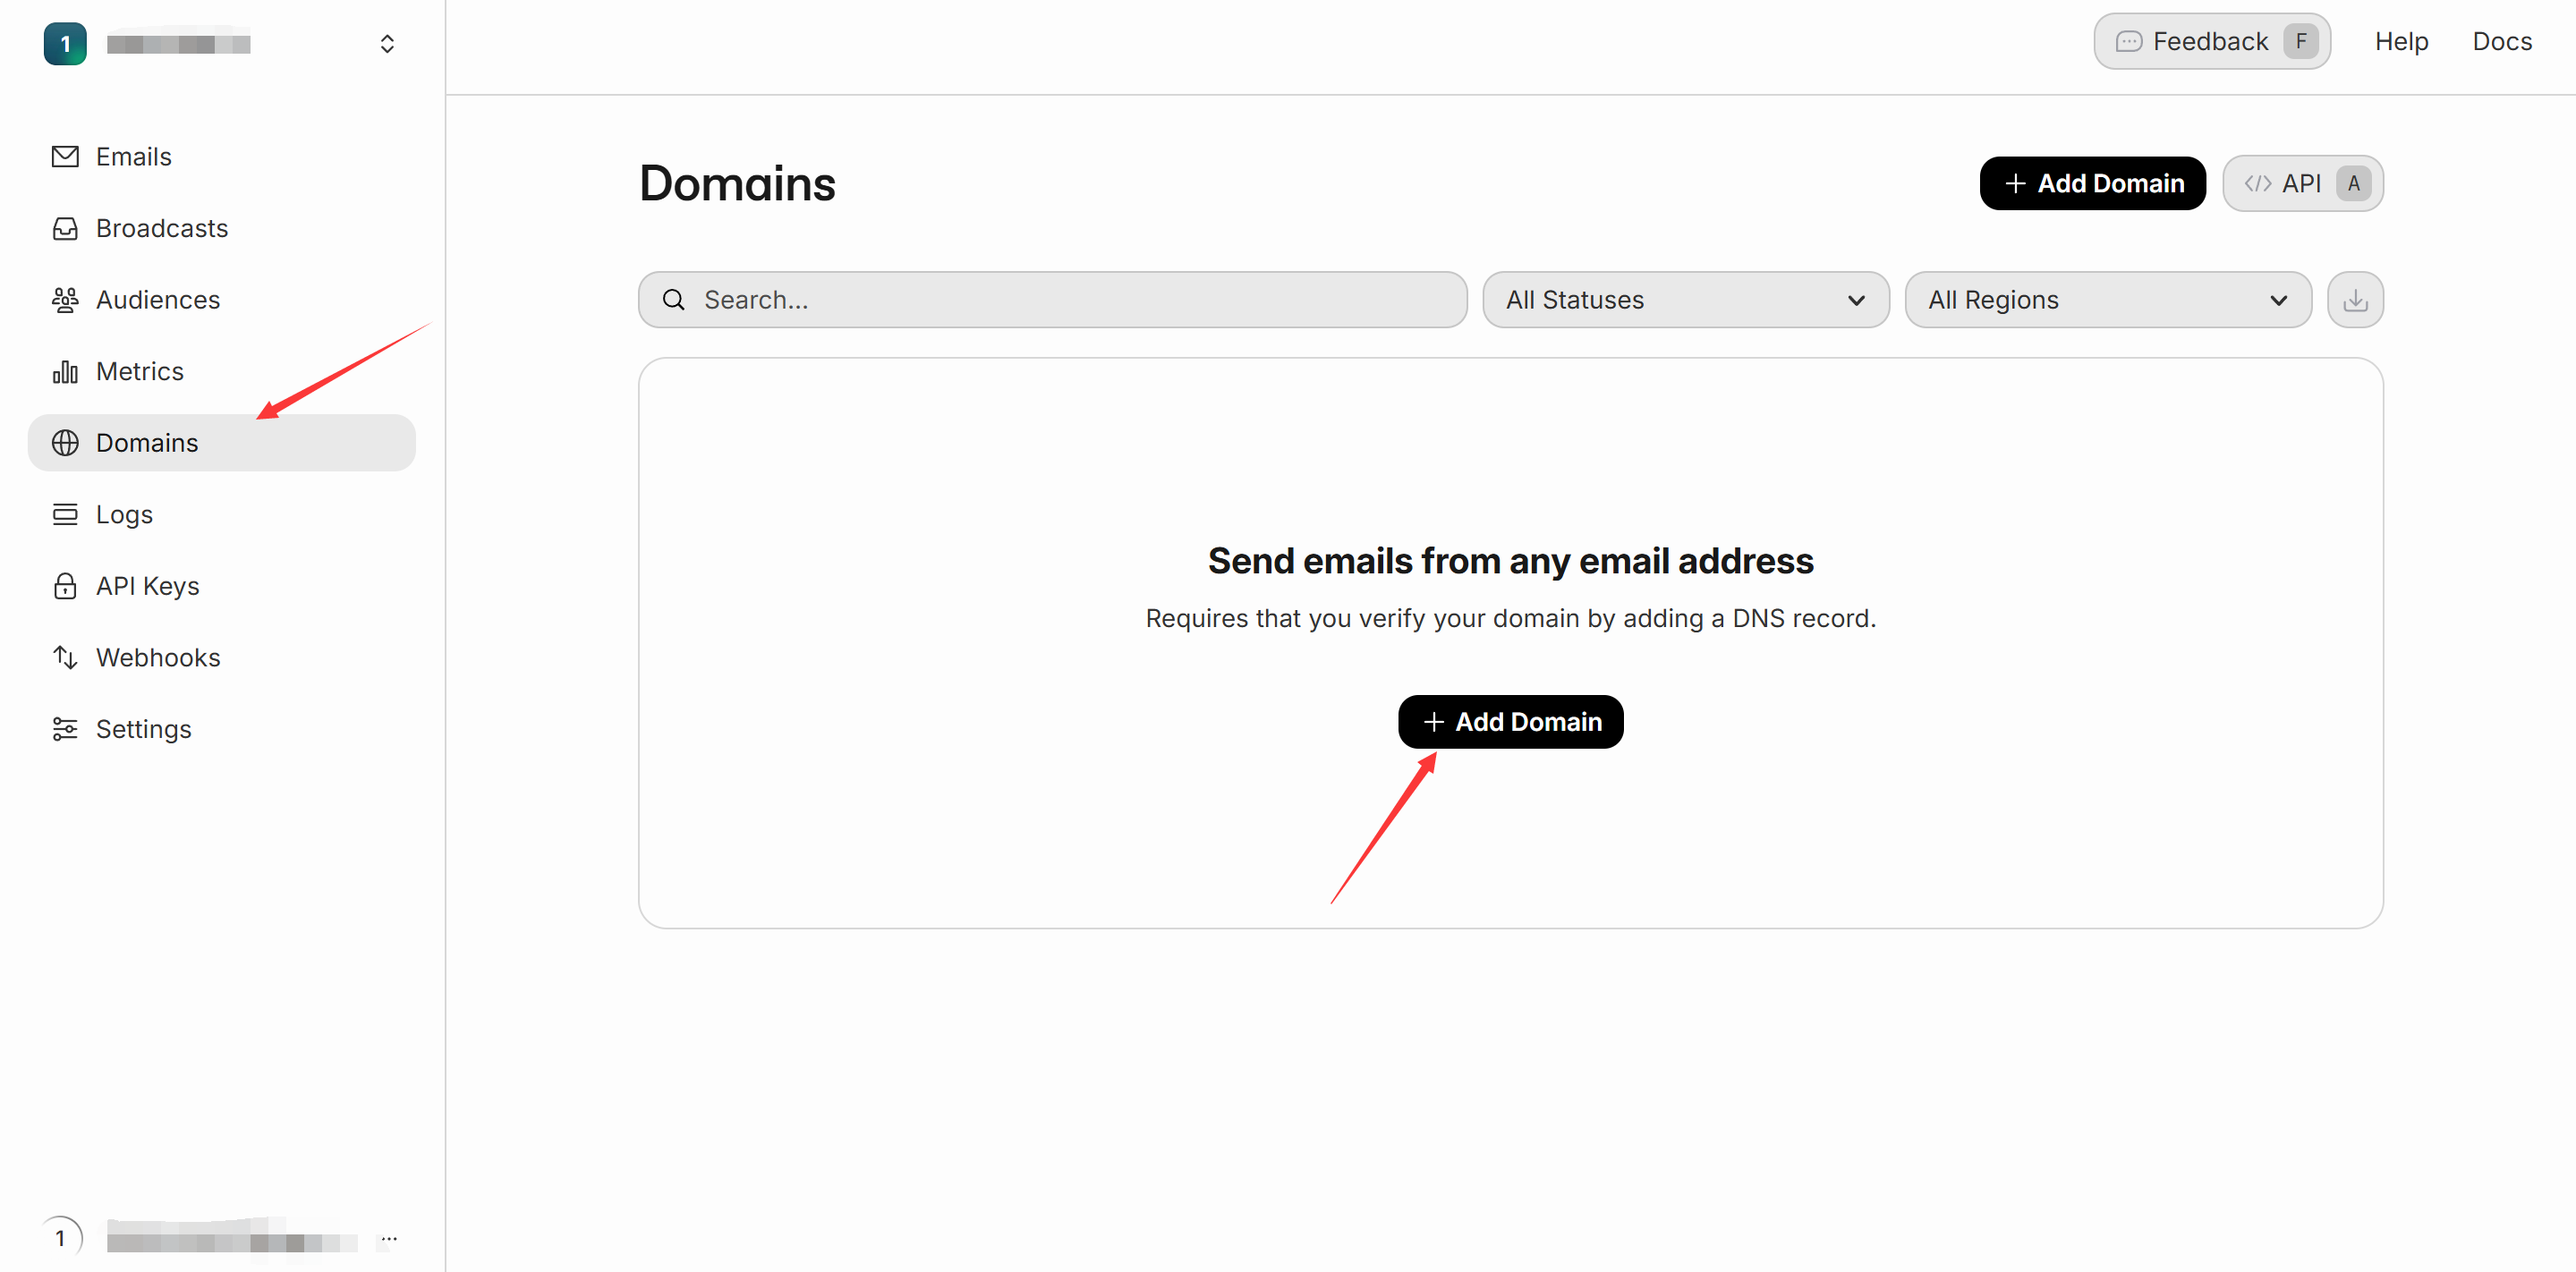 1
Emails
Broadcasts
Audiences
Metrics
Domains
Logs
API Keys
Webhooks
Settings
1
...
Feedback F
Help
Docs
Domains
+ Add Domain
</> API A
Search...
All Statuses
All Regions
Send emails from any email address
Requires that you verify your domain by adding a DNS record.
+ Add Domain